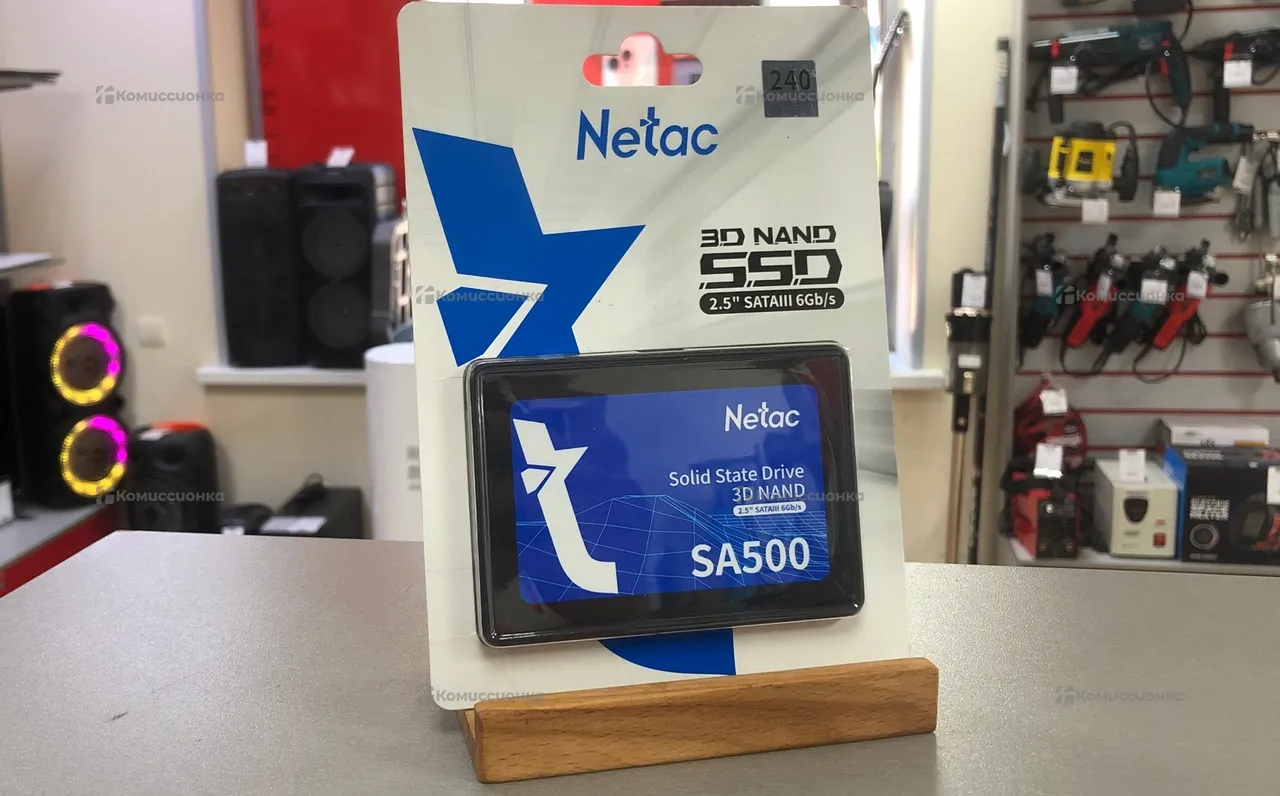 Комиссионка
Комиссионка
240
Netac
3D NAND
SSD
2.5" SATAIII 6Gb/s
Комиссионка
Комиссионка
Netac
Solid State Drive
3D NAND
2.5" SATAIII 6Gb/s
SA500
Комиссионка
Комиссионка
Комиссионка
Комиссионка